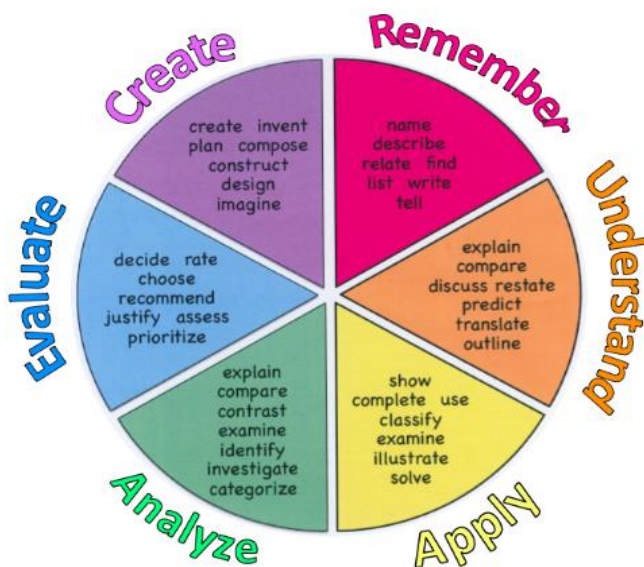 Create
create invent
plan compose
construct
design
imagine
Remember
name
describe
relate find
list write
tell
Understand
explain
compare
discuss restate
predict
translate
outline
Apply
show
complete use
classify
examine
illustrate
solve
Analyze
explain
compare
contrast
examine
identify
investigate
categorize
Evaluate
decide rate
choose
recommend
justify assess
prioritize